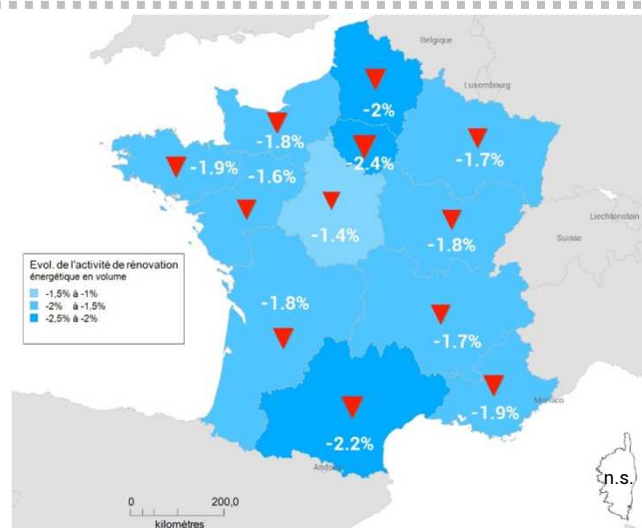 Belgique
Luxembourg
-2%
-1.8%
-2.4%
-1.7%
-1.9%
-1.6%
Liechtenstein
-1.4%
-1.8%
Suisse
Evol. de l'activité de rénovation
énergétique en volume
-1,5% à -1%
-2% à -1.5%
-2,5% à -2%
-1.8%
-1.7%
Monaco
-1.9%
-2.2%
Andorre
n.s.
0 200,0
kilomètres